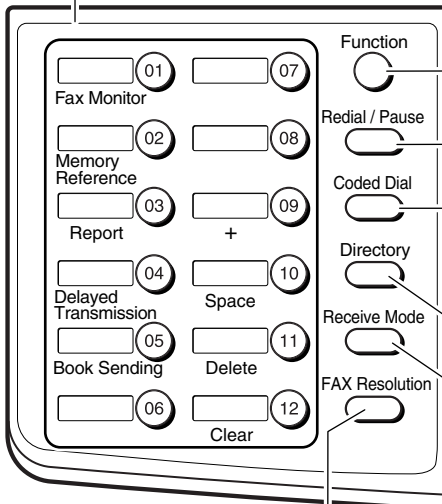 01
07
Fax Monitor
02
08
Memory
Reference
03
09
Report
+
04
10
Delayed
Transmission
Space
05
11
Book Sending
Delete
06
12
Clear
Function
Redial / Pause
Coded Dial
Directory
Receive Mode
FAX Resolution